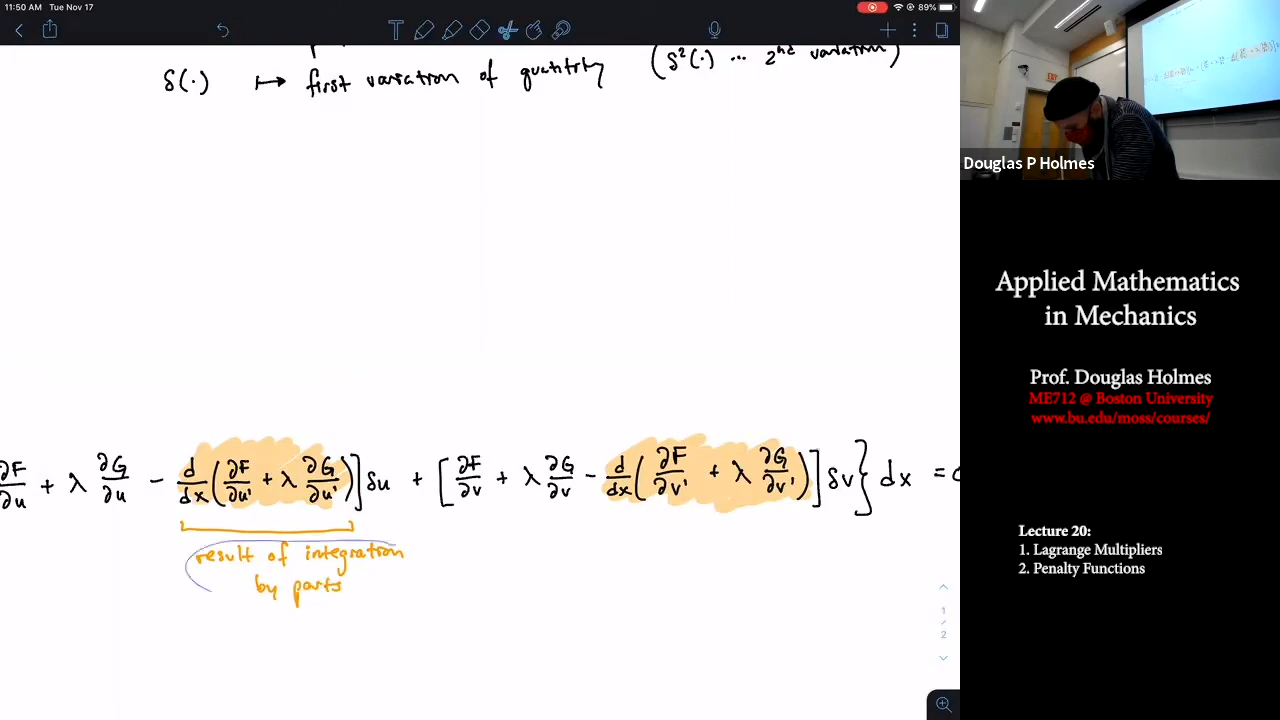 11:50 AM Tue Nov 17
89%
δ(·) ↦ first variation of quantity (δ²(·) ... 2nd variation)
∂F/∂u + λ ∂G/∂u − d/dx(∂F/∂u' + λ ∂G/∂u')]δu + [∂F/∂v + λ ∂G/∂v − d/dx(∂F/∂v' + λ ∂G/∂v')]δv} dx =
result of integration
by parts
1
/
2
Douglas P Holmes
Applied Mathematics
in Mechanics
Prof. Douglas Holmes
ME712 @ Boston University
www.bu.edu/moss/courses/
Lecture 20:
1. Lagrange Multipliers
2. Penalty Functions